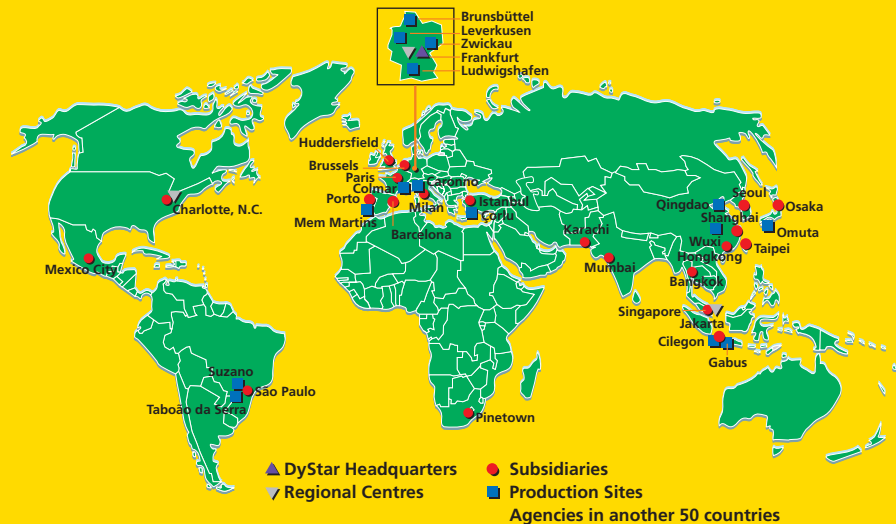 Brunsbüttel
Leverkusen
Zwickau
Frankfurt
Ludwigshafen
Huddersfield
Brussels
Paris
Colmar
Caronno
Porto
Milan
Istanbul
Mem Martins
Çorlu
Barcelona
Charlotte, N.C.
Mexico City
Karachi
Mumbai
Qingdao
Seoul
Osaka
Shanghai
Omuta
Wuxi
Taipei
Hongkong
Bangkok
Singapore
Jakarta
Cilegon
Gabus
Suzano
São Paulo
Taboão da Serra
Pinetown
DyStar Headquarters
Subsidiaries
Regional Centres
Production Sites
Agencies in another 50 countries